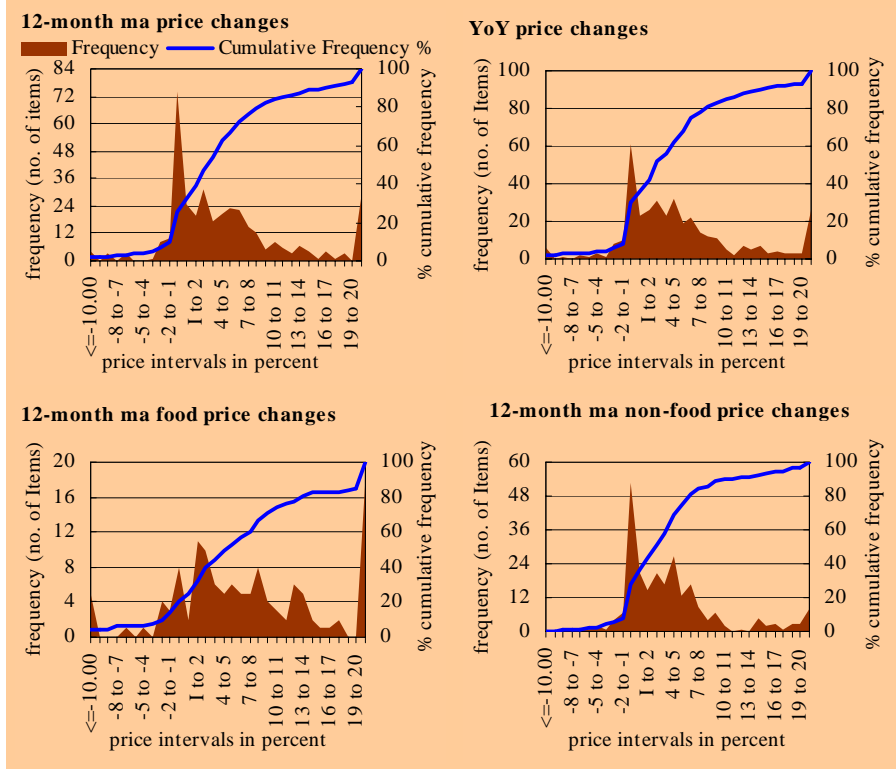 12-month ma price changes
Frequency
Cumulative Frequency %
frequency (no. of items)
84
72
60
48
36
24
12
0
100
80
60
40
20
0
% cumulative frequency
<=-10.00
-8 to -7
-5 to -4
-2 to -1
I to 2
4 to 5
7 to 8
10 to 11
13 to 14
16 to 17
19 to 20
price intervals in percent
YoY price changes
frequency (no. of Items)
100
80
60
40
20
0
100
80
60
40
20
0
% cumulative frequency
<=-10.00
-8 to -7
-5 to -4
-2 to -1
I to 2
4 to 5
7 to 8
10 to 11
13 to 14
16 to 17
19 to 20
price intervals in percent
12-month ma food price changes
frequency (no. of Items)
20
16
12
8
4
0
100
80
60
40
20
0
% cumulative frequency
<=-10.00
-8 to -7
-5 to -4
-2 to -1
I to 2
4 to 5
7 to 8
10 to 11
13 to 14
16 to 17
19 to 20
price intervals in percent
12-month ma non-food price changes
frequency (no. of Items)
60
48
36
24
12
0
100
80
60
40
20
0
% cumulative frequency
<=-10.00
-8 to -7
-5 to -4
-2 to -1
I to 2
4 to 5
7 to 8
10 to 11
13 to 14
16 to 17
19 to 20
price intervals in percent